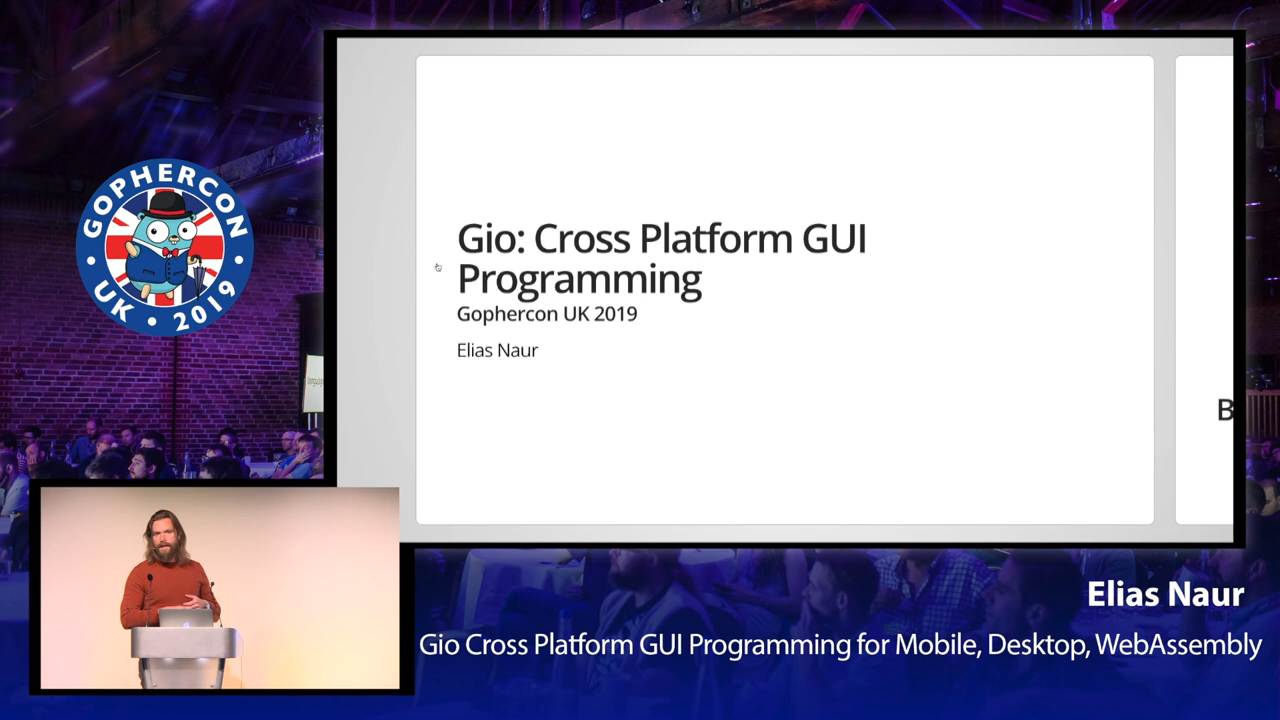 GOPHERCON
UK • 2019
Gio: Cross Platform GUI
Programming
Gophercon UK 2019
Elias Naur
B
Elias Naur
Gio Cross Platform GUI Programming for Mobile, Desktop, WebAssembly